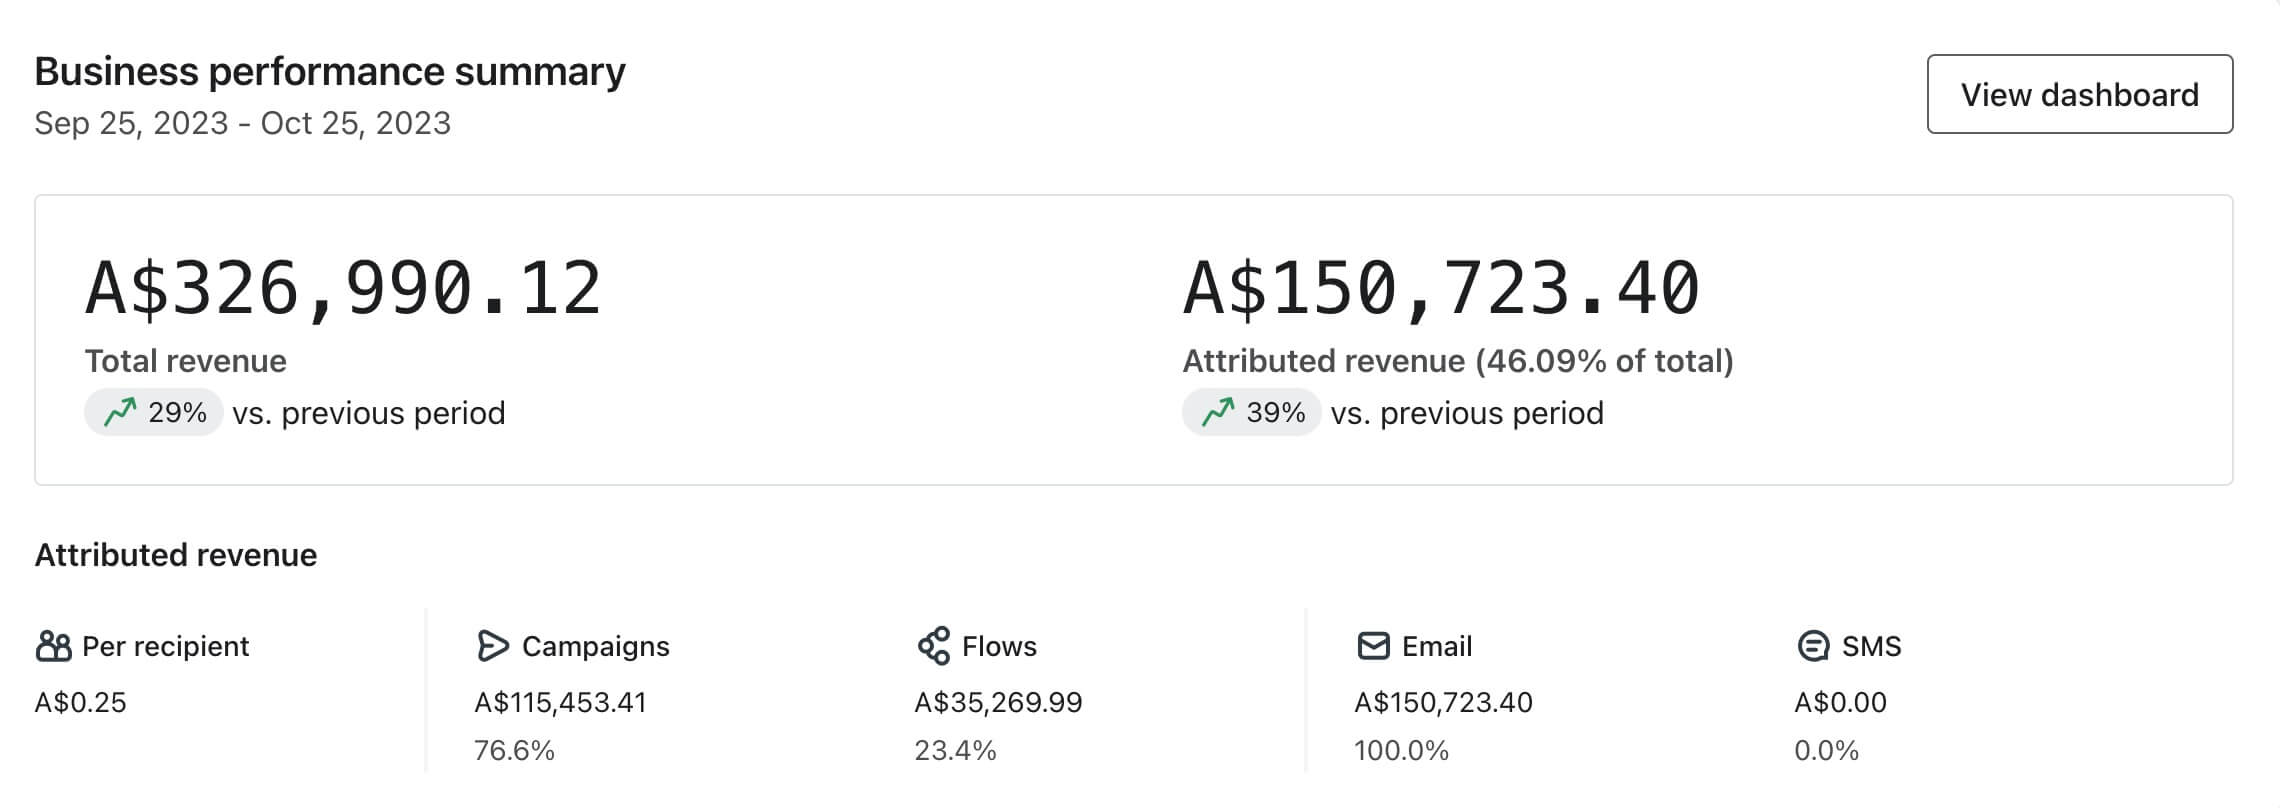 Business performance summary
Sep 25, 2023 - Oct 25, 2023
View dashboard
A$326,990.12
Total revenue
29% vs. previous period
A$150,723.40
Attributed revenue (46.09% of total)
39% vs. previous period
Attributed revenue
Per recipient
A$0.25
Campaigns
A$115,453.41
76.6%
Flows
A$35,269.99
23.4%
Email
A$150,723.40
100.0%
SMS
A$0.00
0.0%